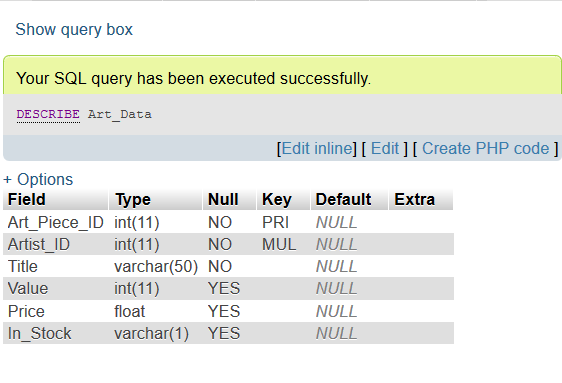 Show query box
Your SQL query has been executed successfully.
DESCRIBE Art_Data
[Edit inline] [ Edit ] [ Create PHP code ]
+ Options
Field Type Null Key Default Extra
Art_Piece_ID int(11) NO PRI NULL
Artist_ID int(11) NO MUL NULL
Title varchar(50) NO NULL
Value int(11) YES NULL
Price float YES NULL
In_Stock varchar(1) YES NULL